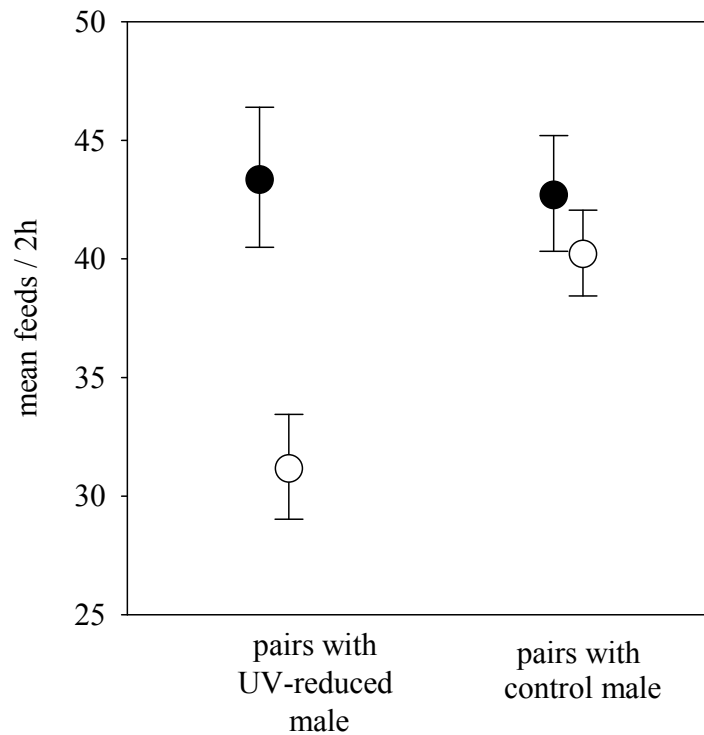 50
45
40
35
30
25
mean feeds / 2h
pairs with
UV-reduced
male
pairs with
control male